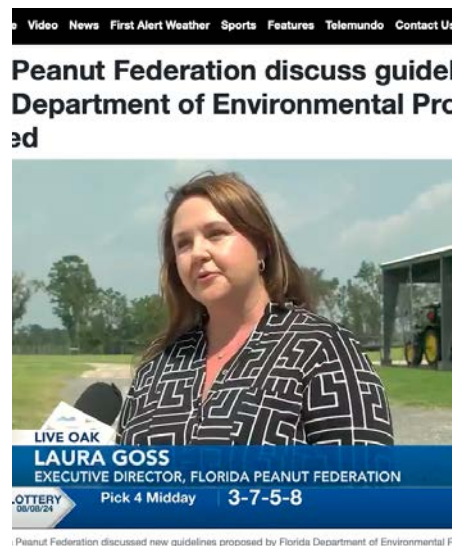 Video News First Alert Weather Sports Features Telemundo Contact Us
Peanut Federation discuss guidel
Department of Environmental Pro
ed
LIVE OAK
LAURA GOSS
EXECUTIVE DIRECTOR, FLORIDA PEANUT FEDERATION
LOTTERY Pick 4 Midday 3-7-5-8
08/08/24
Peanut Federation discussed new guidelines proposed by Florida Department of Environmental P